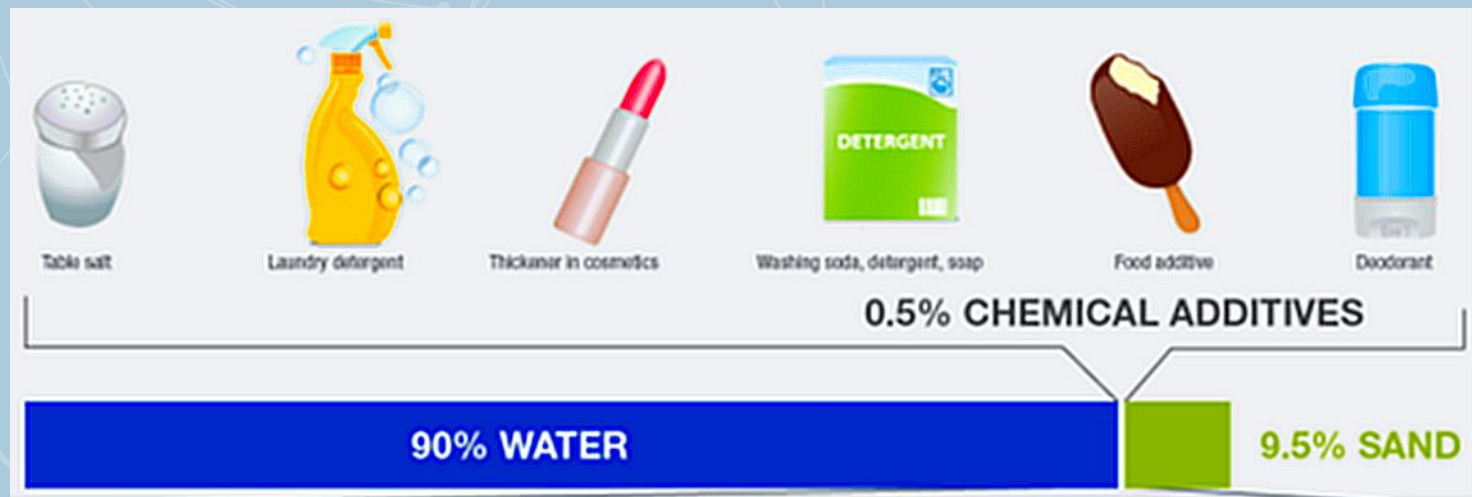 DETERGENT
Table salt
Laundry detergent
Thickener in cosmetics
Washing soda, detergent, soap
Food additive
Deodorant
0.5% CHEMICAL ADDITIVES
90% WATER
9.5% SAND